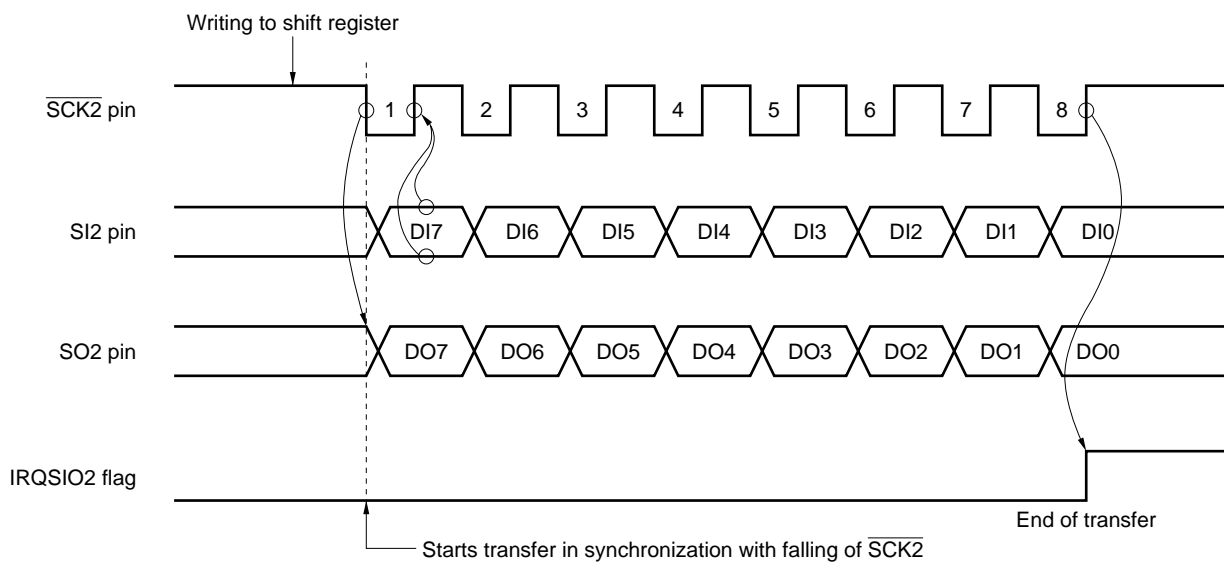 Writing to shift register
SCK2 pin
1 2 3 4 5 6 7 8
SI2 pin
DI7 DI6 DI5 DI4 DI3 DI2 DI1 DI0
SO2 pin
DO7 DO6 DO5 DO4 DO3 DO2 DO1 DO0
IRQSIO2 flag
End of transfer
Starts transfer in synchronization with falling of SCK2